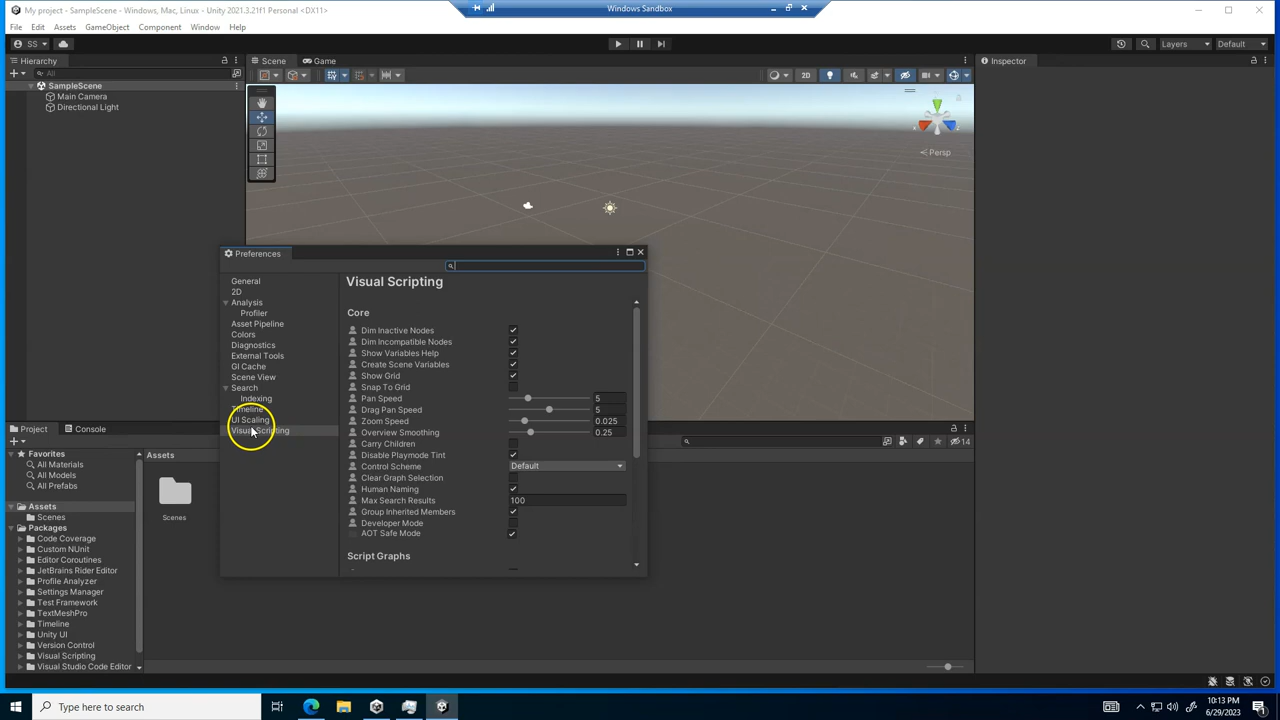 My project - SampleScene - Windows, Mac, Linux - Unity 2021.3.21f1 Personal <DX11>
Windows Sandbox
File Edit Assets GameObject Component Window Help
SS
Layers
Default
Hierarchy
Scene
Game
Inspector
All
2D
SampleScene
Main Camera
Directional Light
Persp
Preferences
General
2D
Analysis
Profiler
Asset Pipeline
Colors
Diagnostics
External Tools
GI Cache
Scene View
Search
Indexing
Timeline
UI Scaling
Visual Scripting
Visual Scripting
Core
Dim Inactive Nodes
Dim Incompatible Nodes
Show Variables Help
Create Scene Variables
Show Grid
Snap To Grid
Pan Speed 5
Drag Pan Speed 5
Zoom Speed 0.025
Overview Smoothing 0.25
Carry Children
Disable Playmode Tint
Control Scheme Default
Clear Graph Selection
Human Naming
Max Search Results 100
Group Inherited Members
Developer Mode
AOT Safe Mode
Script Graphs
Project
Console
14
Favorites
All Materials
All Models
All Prefabs
Assets
Scenes
Packages
Code Coverage
Custom NUnit
Editor Coroutines
JetBrains Rider Editor
Profile Analyzer
Settings Manager
Test Framework
TextMeshPro
Timeline
Unity UI
Version Control
Visual Scripting
Visual Studio Code Editor
Assets
Scenes
Type here to search
10:13 PM
6/29/2023
1